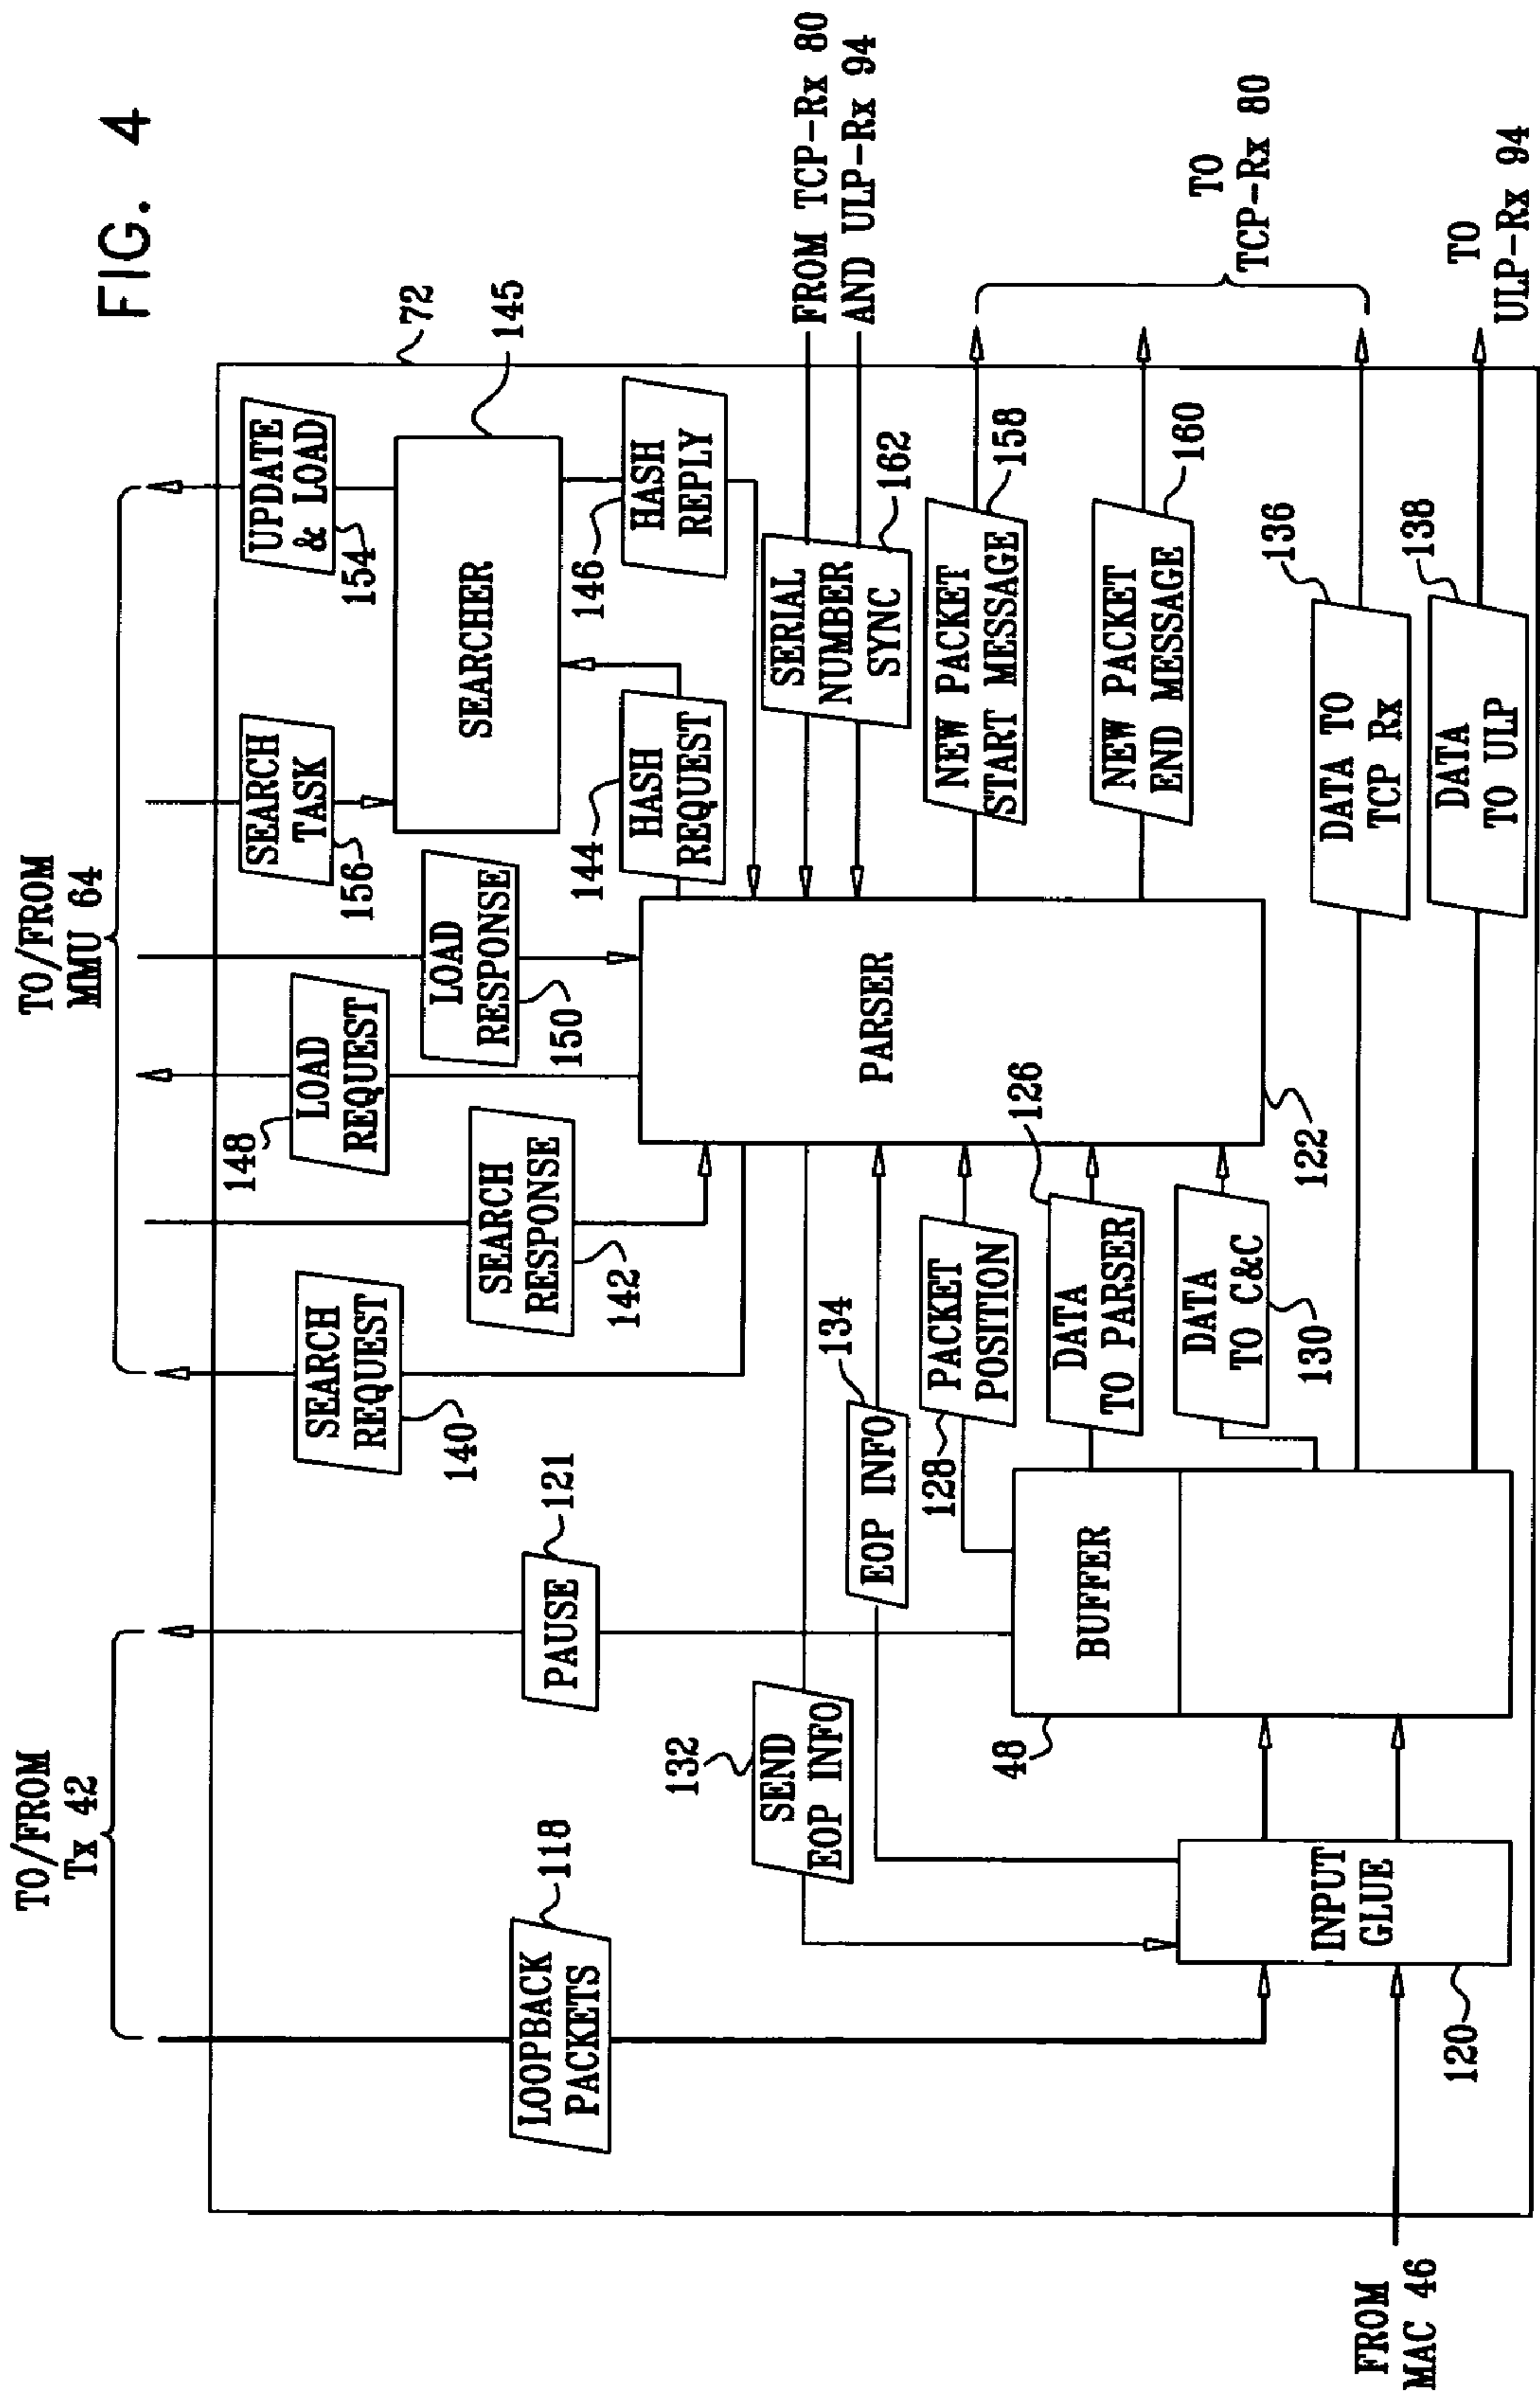 FIG. 4
TO/FROM
Tx 42
TO/FROM
MMU 64
72
LOOPBACK
PACKETS
118
PAUSE
121
SEARCH
REQUEST
140
SEARCH
RESPONSE
142
LOAD
REQUEST
148
LOAD
RESPONSE
150
SEARCH
TASK
156
UPDATE
& LOAD
154
SEARCHER
145
HASH
REQUEST
144
HASH
REPLY
146
SERIAL
NUMBER
SYNC
162
FROM TCP-Rx 80
AND ULP-Rx 94
SEND
EOP INFO
132
EOP INFO
134
PACKET
POSITION
128
DATA
TO PARSER
126
DATA
TO C&C
130
PARSER
122
NEW PACKET
START MESSAGE
158
NEW PACKET
END MESSAGE
160
TO
TCP-Rx 80
DATA TO
TCP Rx
136
DATA
TO ULP
138
TO
ULP-Rx 94
BUFFER
48
INPUT
GLUE
120
FROM
MAC 46